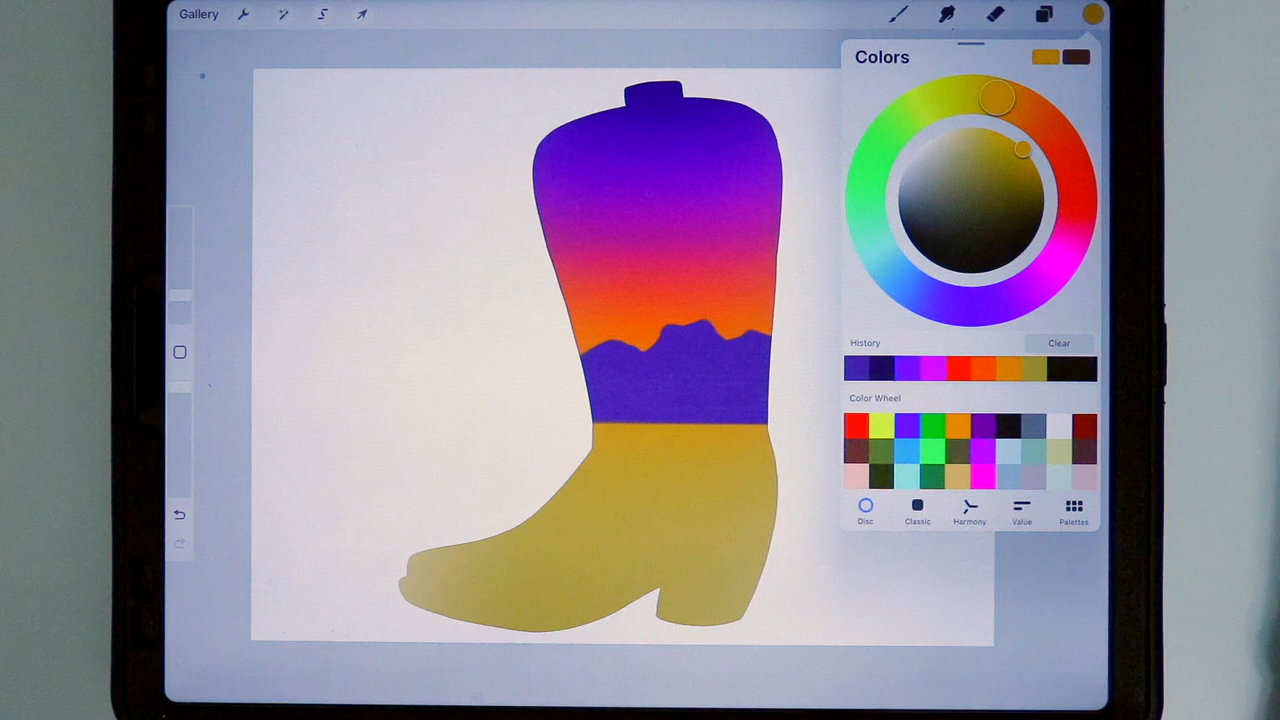 Gallery
Colors
History Clear
Color Wheel
Disc Classic Harmony Value Palettes